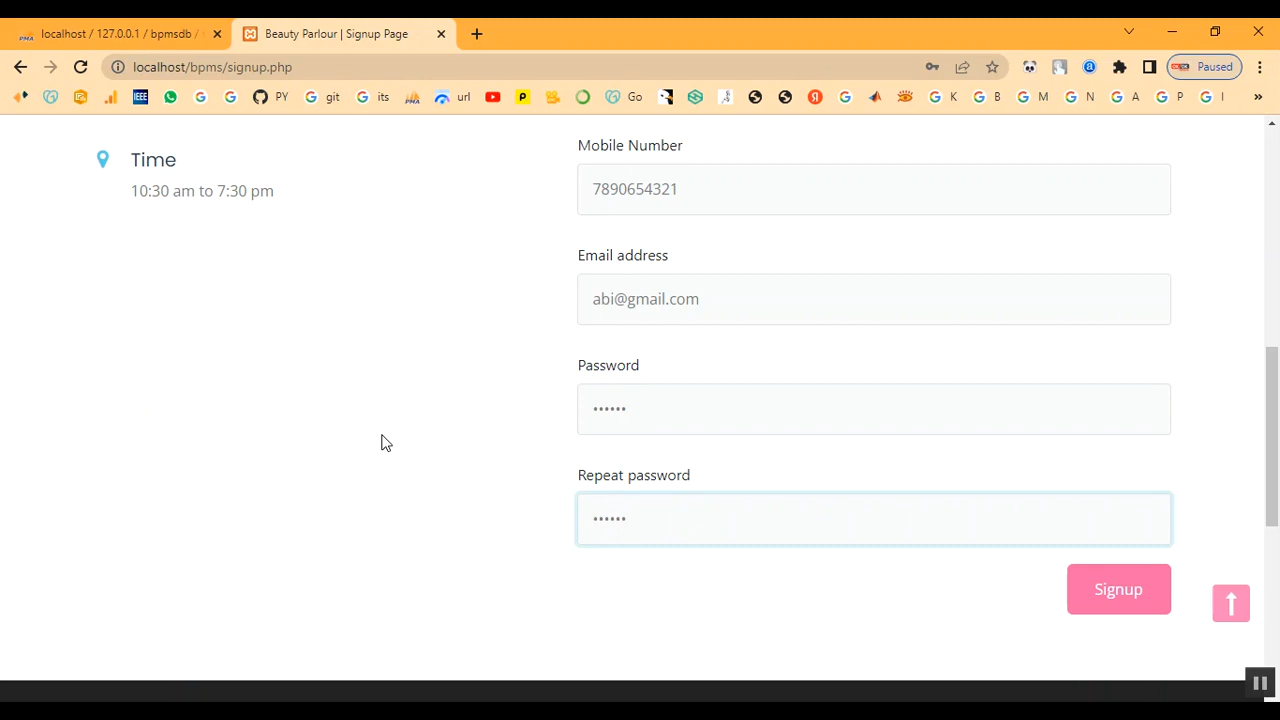 localhost / 127.0.0.1 / bpmsdb /
Beauty Parlour | Signup Page
localhost/bpms/signup.php
Paused
IEEE PY git its url Go K B M N A P I »
Time
10:30 am to 7:30 pm
Mobile Number
7890654321
Email address
abi@gmail.com
Password
••••••
Repeat password
••••••
Signup